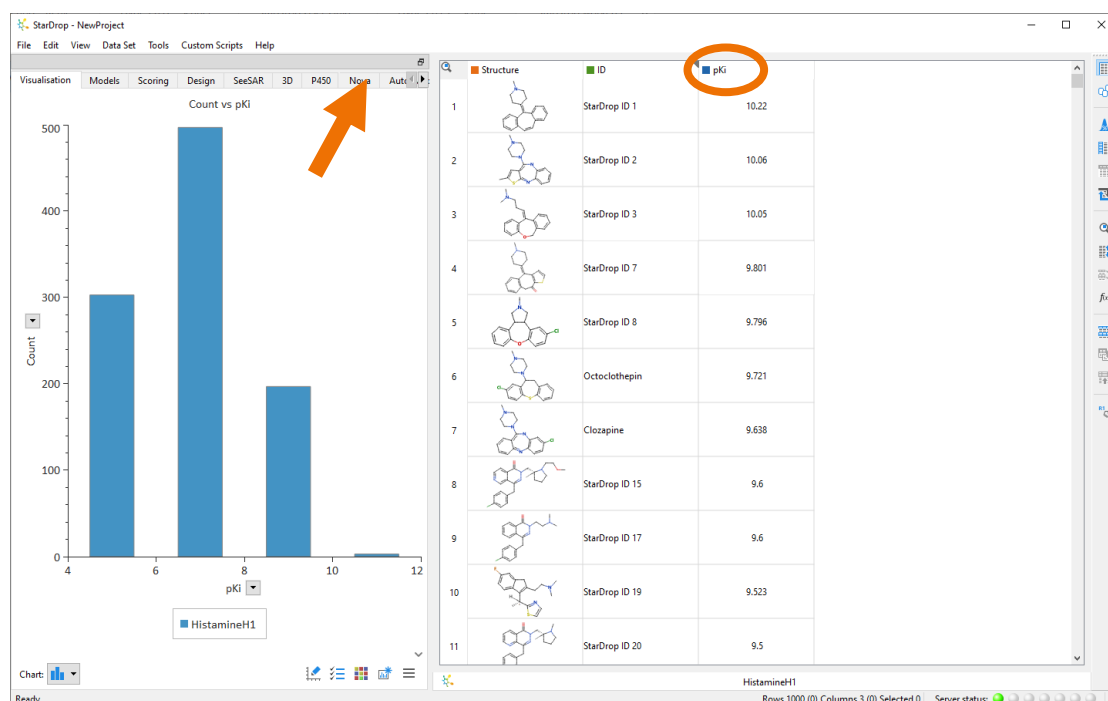 StarDrop - NewProject
File Edit View Data Set Tools Custom Scripts Help
Visualisation Models Scoring Design SeeSAR 3D P450 Nova
Count vs pKi
500
400
300
200
100
0
Count
4 6 8 10 12
pKi
HistamineH1
Chart:
Structure ID pKi
1 StarDrop ID 1 10.22
2 StarDrop ID 2 10.06
3 StarDrop ID 3 10.05
4 StarDrop ID 7 9.801
5 StarDrop ID 8 9.796
6 Octoclothepin 9.721
7 Clozapine 9.638
8 StarDrop ID 15 9.6
9 StarDrop ID 17 9.6
10 StarDrop ID 19 9.523
11 StarDrop ID 20 9.5
HistamineH1
Ready
Rows 1000 (0) Columns 3 (0) Selected 0 Server status: